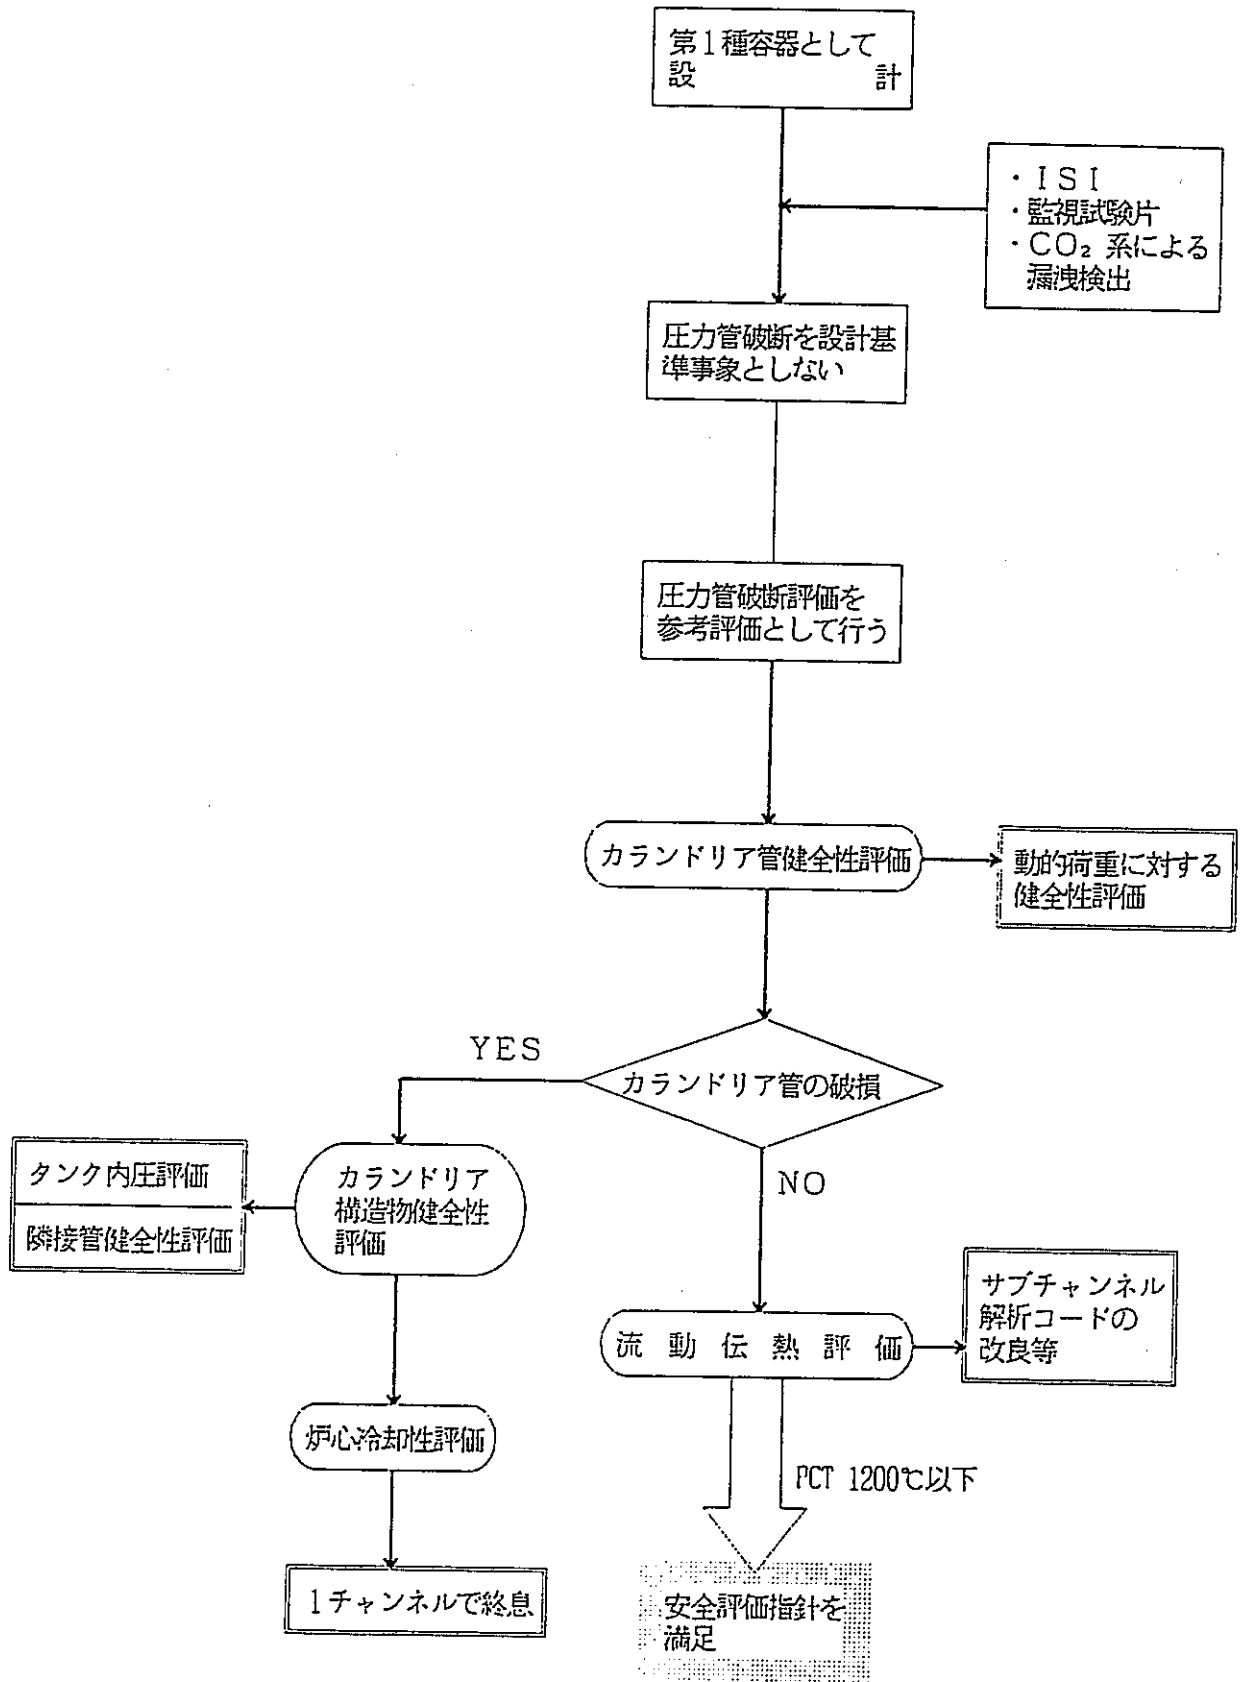 第1種容器として
設 計
・ISI
・監視試験片
・CO₂ 系による
漏洩検出
圧力管破断を設計基
準事象としない
圧力管破断評価を
参考評価として行う
カランドリア管健全性評価
動的荷重に対する
健全性評価
YES
カランドリア管の破損
NO
タンク内圧評価
隣接管健全性評価
カランドリア
構造物健全性
評価
サブチャンネル
解析コードの
改良等
流 動 伝 熱 評 価
炉心冷却性評価
PCT 1200℃以下
1チャンネルで終息
安全評価指針を
満足